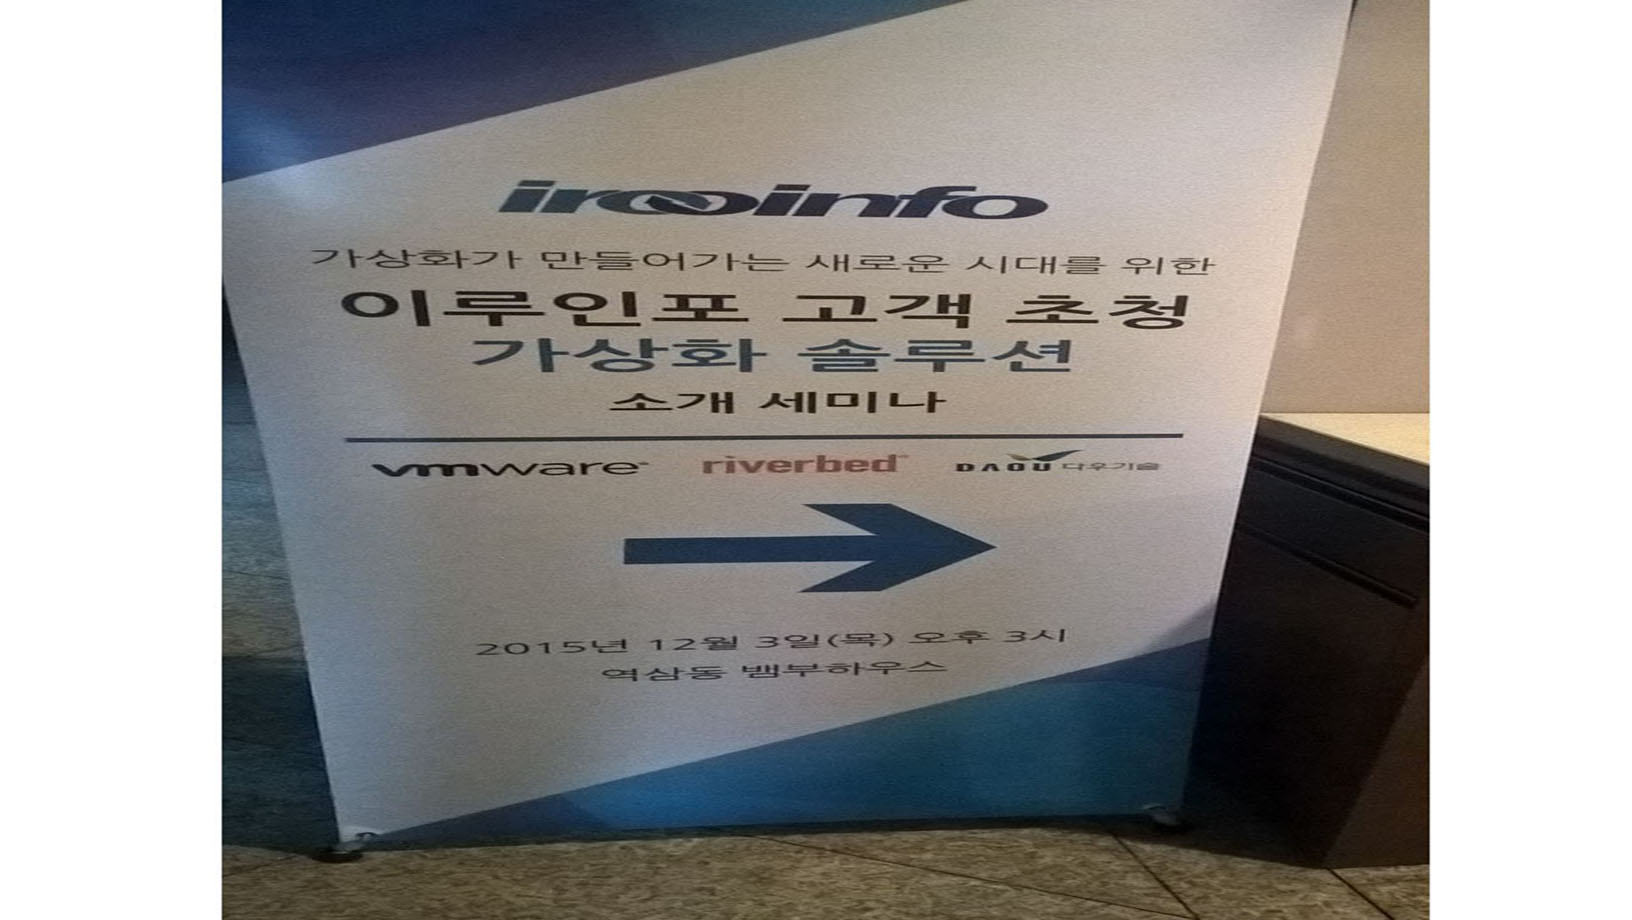 irooinfo
가상화가 만들어가는 새로운 시대를 위한
이루인포 고객 초청
가상화 솔루션
소개 세미나
vmware riverbed DAOU 다우기술
2015년 12월 3일(목) 오후 3시
역삼동 뱀부하우스